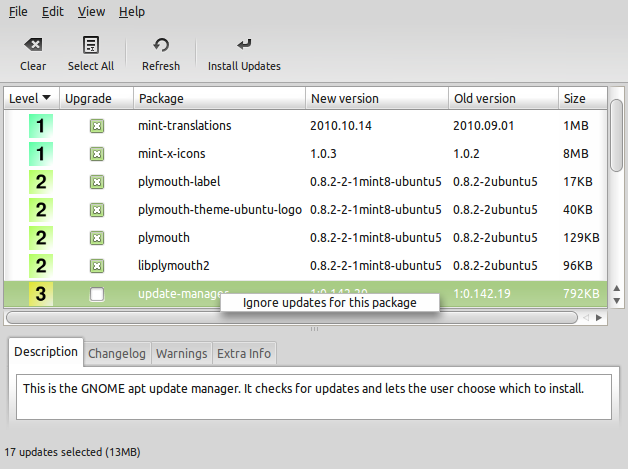 File Edit View Help
Clear Select All Refresh Install Updates
Level Upgrade Package New version Old version Size
1 mint-translations 2010.10.14 2010.09.01 1MB
1 mint-x-icons 1.0.3 1.0.2 8MB
2 plymouth-label 0.8.2-2-1mint8-ubuntu5 0.8.2-2ubuntu5 17KB
2 plymouth-theme-ubuntu-logo 0.8.2-2-1mint8-ubuntu5 0.8.2-2ubuntu5 40KB
2 plymouth 0.8.2-2-1mint8-ubuntu5 0.8.2-2ubuntu5 129KB
2 libplymouth2 0.8.2-2-1mint8-ubuntu5 0.8.2-2ubuntu5 96KB
3 update-manager 1:0.142.19 792KB
Ignore updates for this package
Description Changelog Warnings Extra Info
This is the GNOME apt update manager. It checks for updates and lets the user choose which to install.
17 updates selected (13MB)